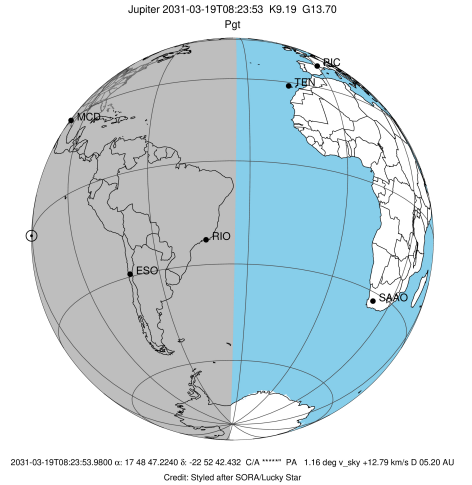 Jupiter 2031-03-19T08:23:53 K9.19 G13.70
Pgt
PIC
TEN
MCD
RIO
ESO
SAAO
2031-03-19T08:23:53.9800 α: 17 48 47.2240 δ: -22 52 42.432 C/A *****" PA 1.16 deg v_sky +12.79 km/s D 05.20 AU
Credit: Styled after SORA/Lucky Star